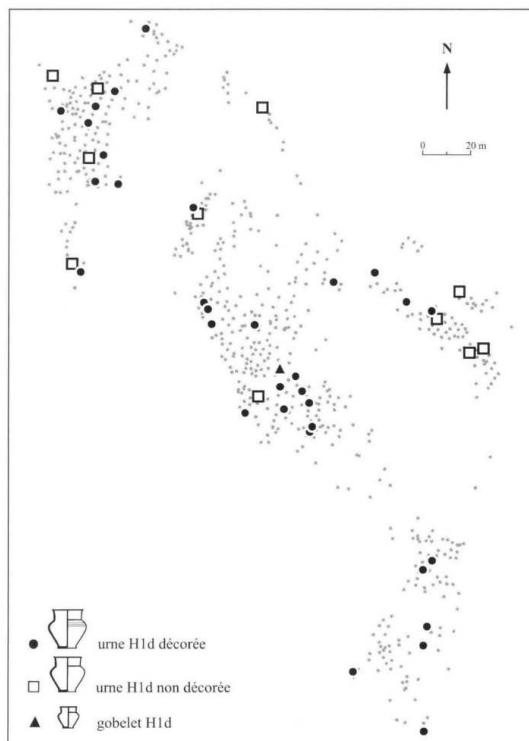 N
0 20 m
urne H1d décorée
urne H1d non décorée
gobelet H1d